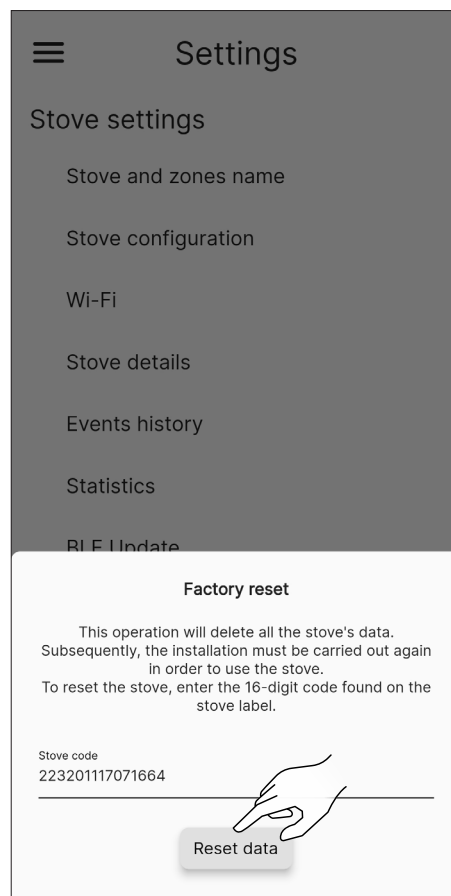 Settings
Stove settings
Stove and zones name
Stove configuration
Wi-Fi
Stove details
Events history
Statistics
BLE Update
Factory reset
This operation will delete all the stove's data.
Subsequently, the installation must be carried out again
in order to use the stove.
To reset the stove, enter the 16-digit code found on the
stove label.
Stove code
223201117071664
Reset data